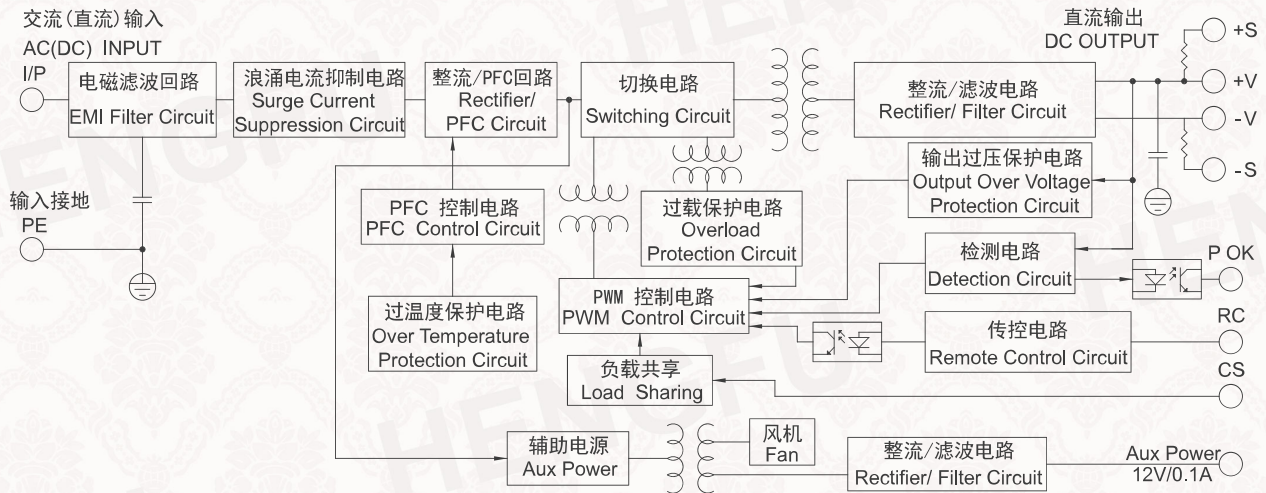 交流(直流)输入
AC(DC) INPUT
I/P
电磁滤波回路
EMI Filter Circuit
浪涌电流抑制电路
Surge Current
Suppression Circuit
整流/PFC回路
Rectifier/
PFC Circuit
切换电路
Switching Circuit
整流/滤波电路
Rectifier/ Filter Circuit
直流输出
DC OUTPUT
+S
+V
-V
-S
输入接地
PE
PFC 控制电路
PFC Control Circuit
过载保护电路
Overload
Protection Circuit
输出过压保护电路
Output Over Voltage
Protection Circuit
检测电路
Detection Circuit
P OK
过温度保护电路
Over Temperature
Protection Circuit
PWM 控制电路
PWM Control Circuit
传控电路
Remote Control Circuit
RC
负载共享
Load Sharing
CS
辅助电源
Aux Power
风机
Fan
整流/滤波电路
Rectifier/ Filter Circuit
Aux Power
12V/0.1A
HENGFU
HENGFU